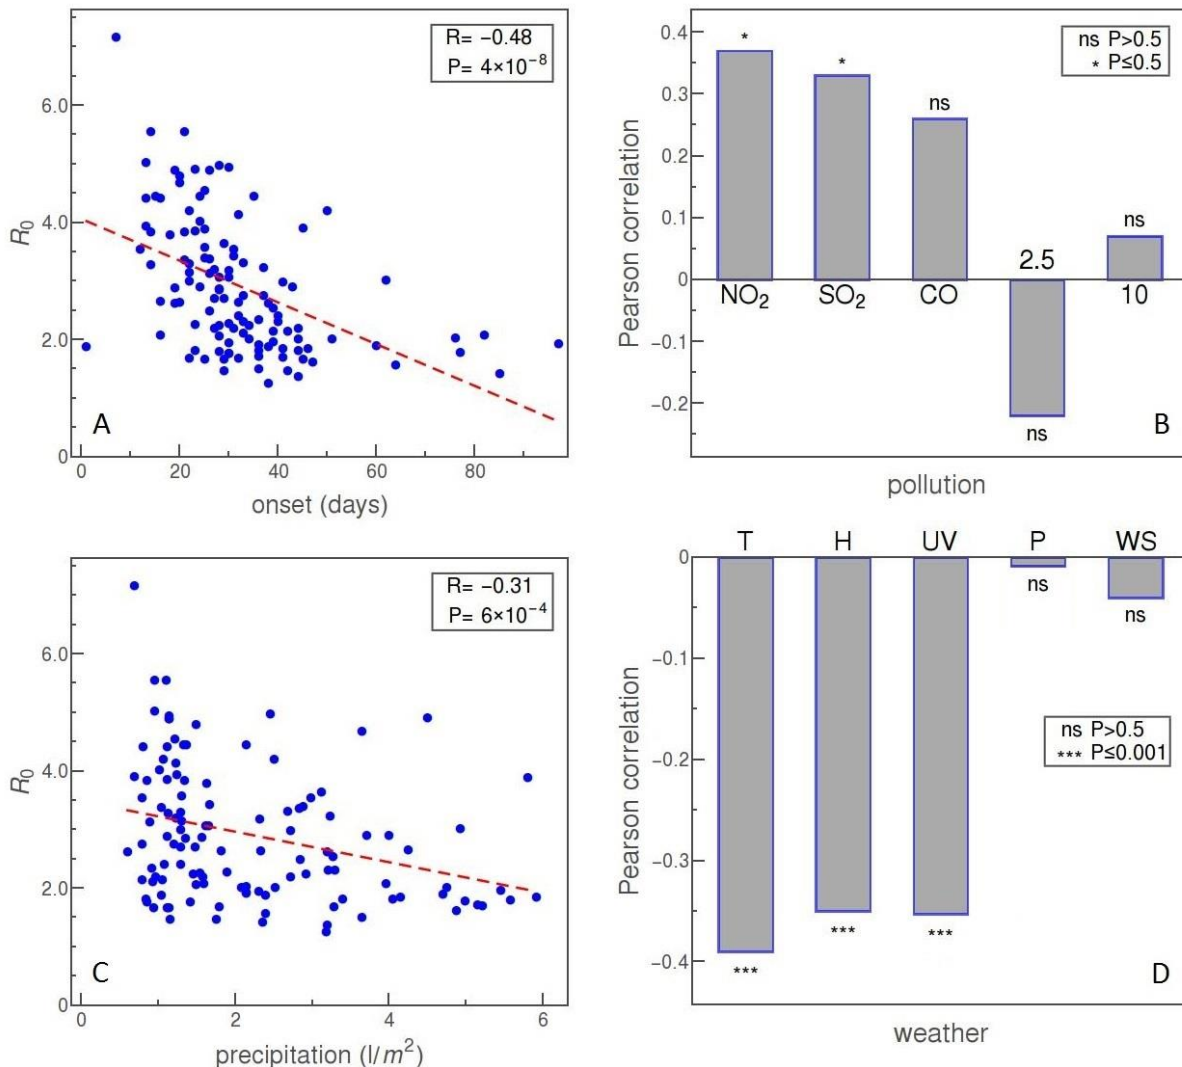 R= −0.48
P= 4×10⁻⁸
6.0
4.0
2.0
0
R₀
A
0 20 40 60 80
onset (days)
0.4
0.3
0.2
0.1
0
−0.1
−0.2
Pearson correlation
ns P>0.5
* P≤0.5
* * ns 2.5 ns
NO₂ SO₂ CO 10
ns
B
pollution
R= −0.31
P= 6×10⁻⁴
6.0
4.0
2.0
0
R₀
C
0 2 4 6
precipitation (l/m²)
T H UV P WS
0
−0.1
−0.2
−0.3
−0.4
Pearson correlation
ns ns
ns P>0.5
*** P≤0.001
*** *** ***
D
weather